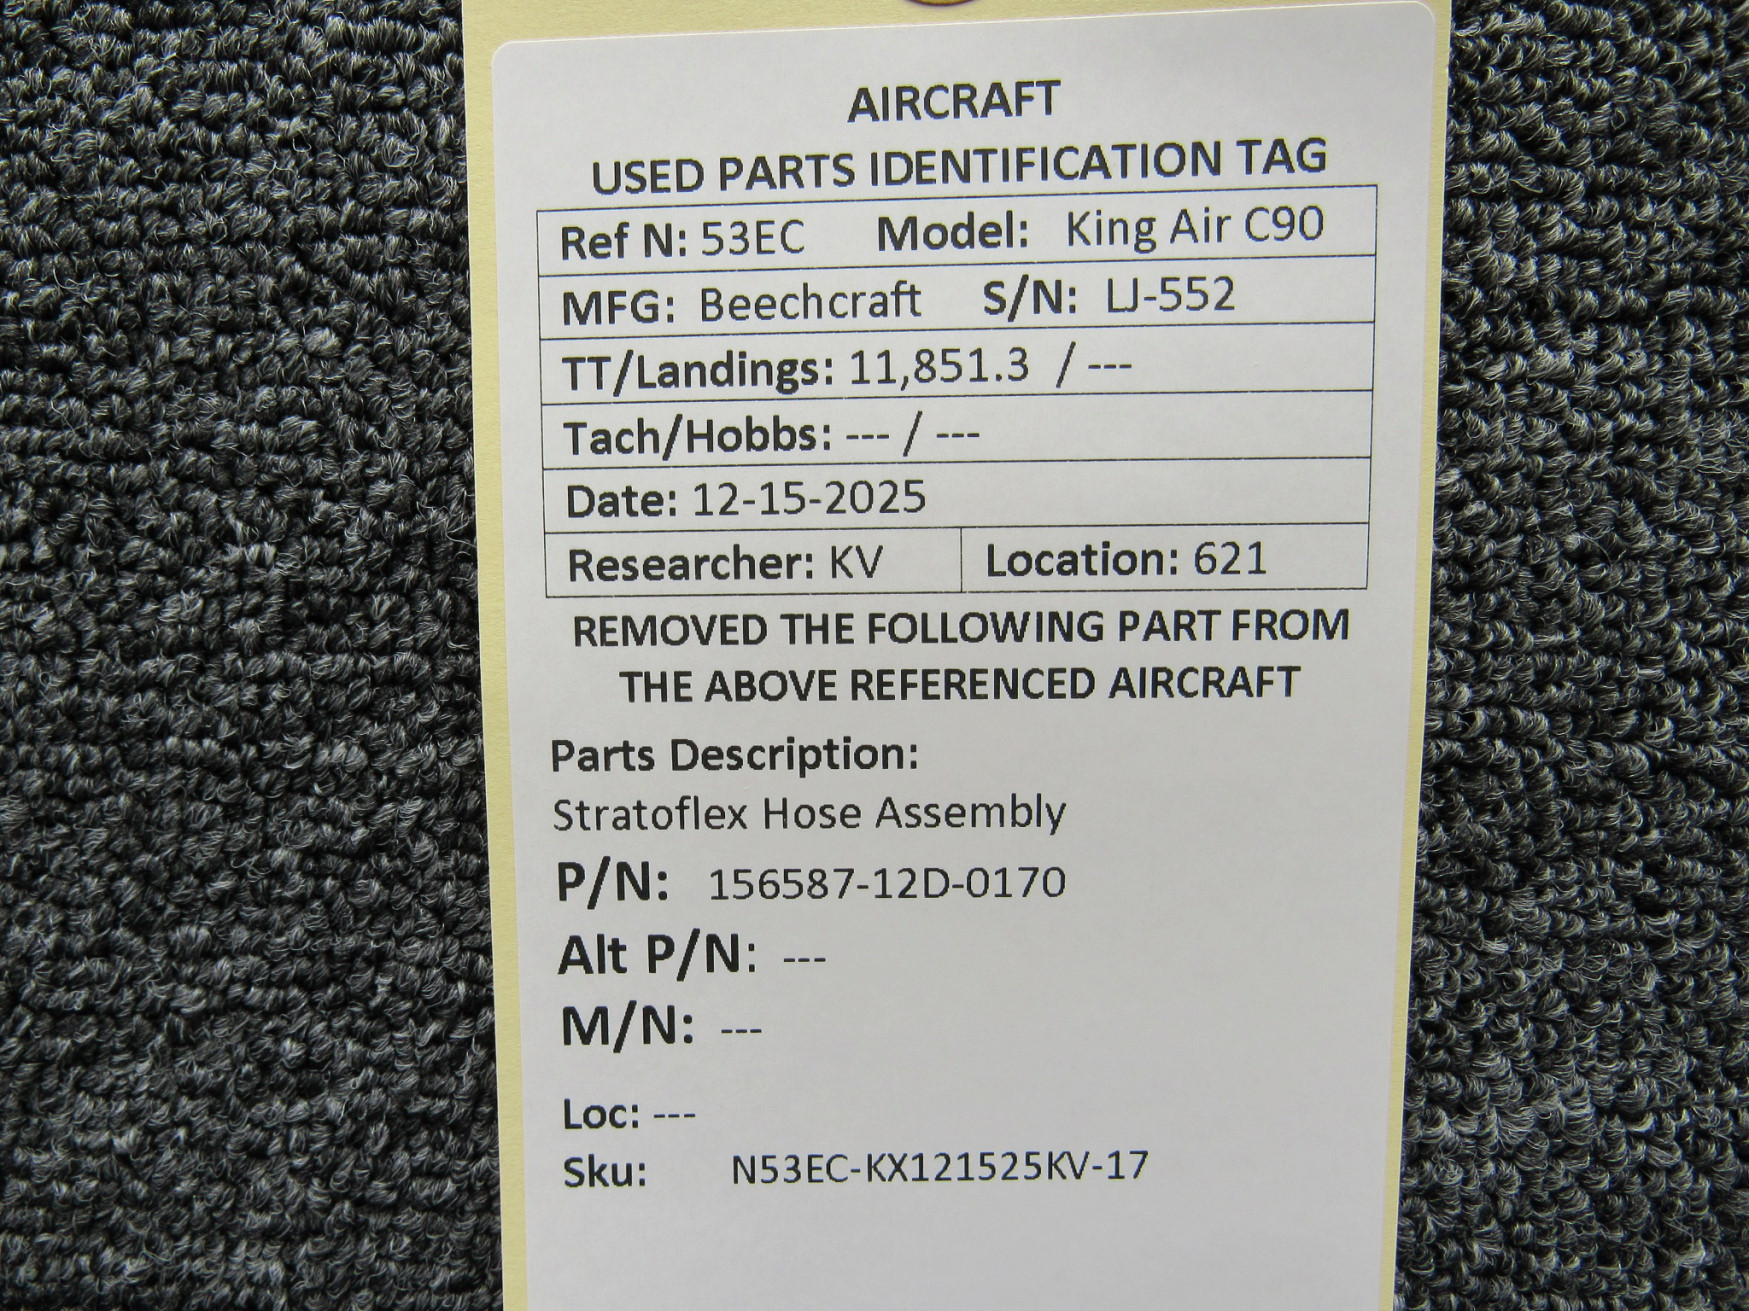 AIRCRAFT
USED PARTS IDENTIFICATION TAG
Ref N: 53EC Model: King Air C90
MFG: Beechcraft S/N: LJ-552
TT/Landings: 11,851.3 / ---
Tach/Hobbs: --- / ---
Date: 12-15-2025
Researcher: KV Location: 621
REMOVED THE FOLLOWING PART FROM
THE ABOVE REFERENCED AIRCRAFT
Parts Description:
Stratoflex Hose Assembly
P/N: 156587-12D-0170
Alt P/N: ---
M/N: ---
Loc: ---
Sku: N53EC-KX121525KV-17